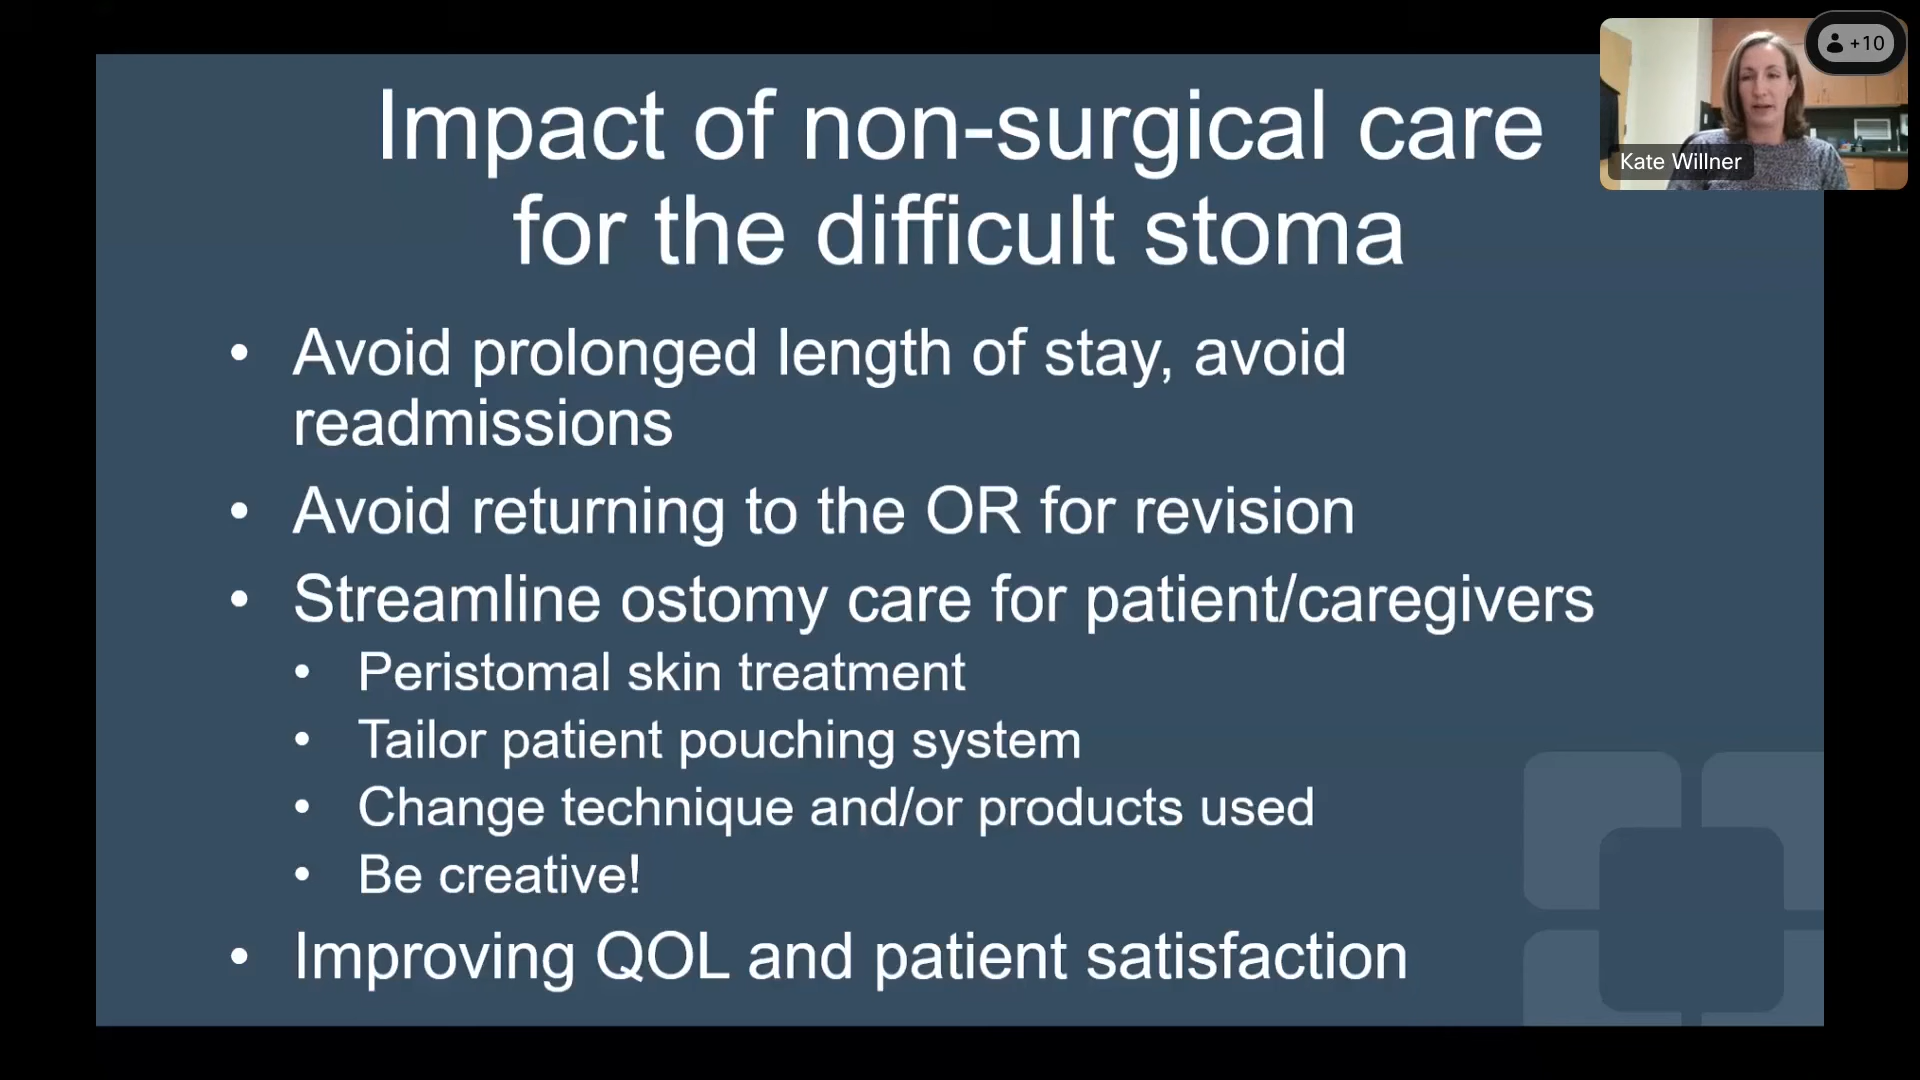 Impact of non-surgical care
for the difficult stoma
• Avoid prolonged length of stay, avoid
readmissions
• Avoid returning to the OR for revision
• Streamline ostomy care for patient/caregivers
• Peristomal skin treatment
• Tailor patient pouching system
• Change technique and/or products used
• Be creative!
• Improving QOL and patient satisfaction
+10
Kate Willner